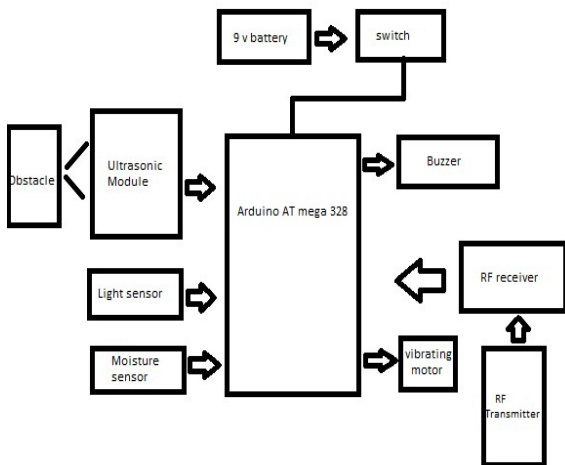 9 v battery
switch
Obstacle
Ultrasonic
Module
Arduino AT mega 328
Buzzer
Light sensor
RF receiver
Moisture
sensor
vibrating
motor
RF
Transmitter